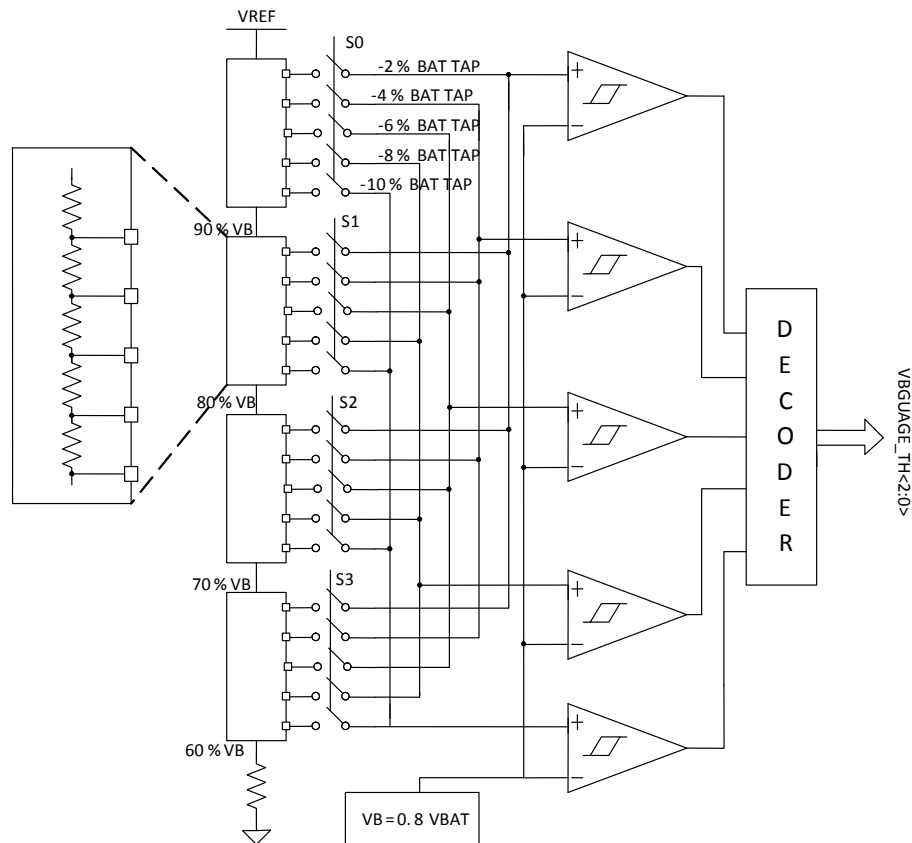 VREF
S0
-2% BAT TAP
-4% BAT TAP
-6% BAT TAP
-8% BAT TAP
-10% BAT TAP
90% VB
S1
80% VB
S2
70% VB
S3
60% VB
VB=0.8 VBAT
+
−
+
−
+
−
+
−
+
−
DECODER
VBGUAGE_TH<2:0>